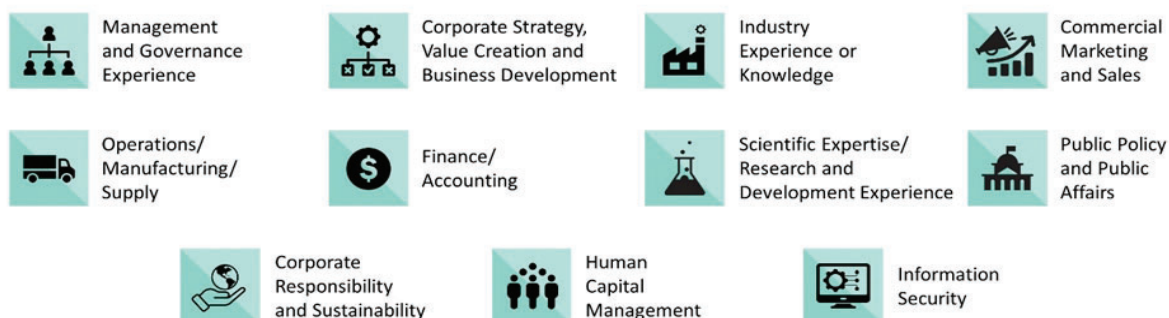 Management
and Governance
Experience
Corporate Strategy,
Value Creation and
Business Development
Industry
Experience or
Knowledge
Commercial
Marketing
and Sales
Operations/
Manufacturing/
Supply
Finance/
Accounting
Scientific Expertise/
Research and
Development Experience
Public Policy
and Public
Affairs
Corporate
Responsibility
and Sustainability
Human
Capital
Management
Information
Security